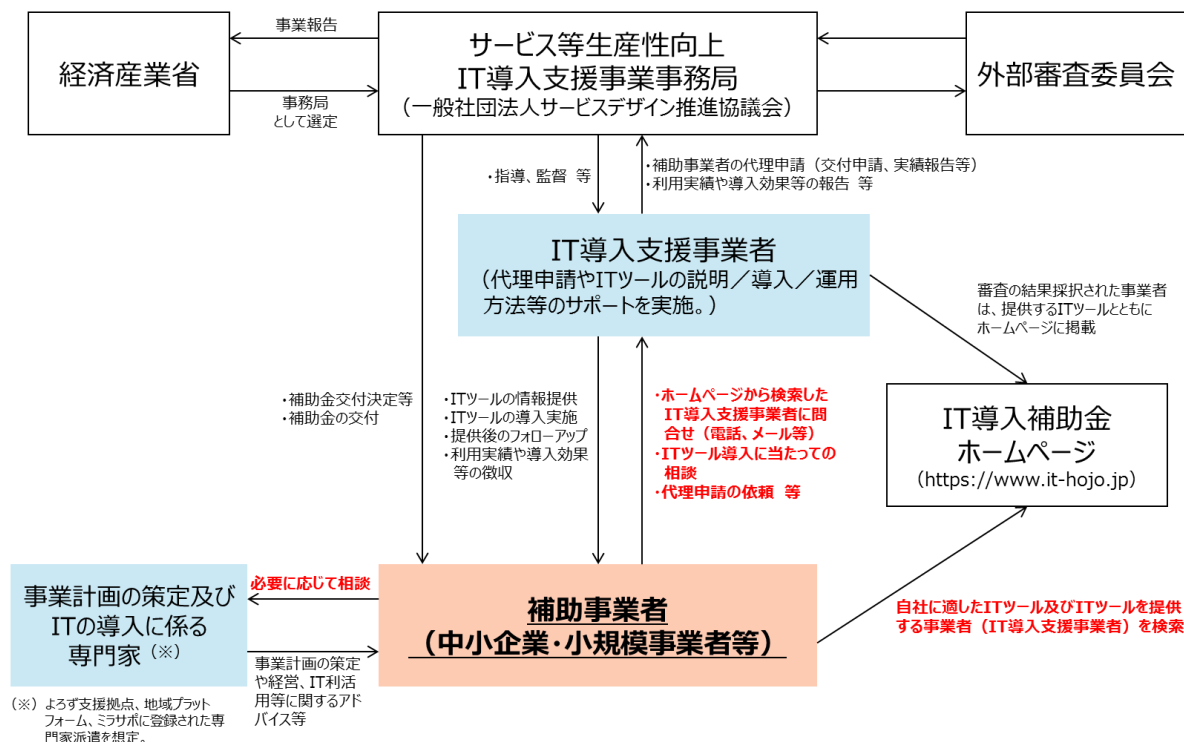 事業報告
経済産業省
事務局
として選定
サービス等生産性向上
IT導入支援事業事務局
（一般社団法人サービスデザイン推進協議会）
外部審査委員会
・指導、監督 等
・補助事業者の代理申請（交付申請、実績報告等）
・利用実績や導入効果等の報告 等
IT導入支援事業者
（代理申請やITツールの説明／導入／運用
方法等のサポートを実施。）
審査の結果採択された事業者
は、提供するITツールとともに
ホームページに掲載
・補助金交付決定等
・補助金の交付
・ITツールの情報提供
・ITツールの導入実施
・提供後のフォローアップ
・利用実績や導入効果
等の徴収
・ホームページから検索した
IT導入支援事業者に問
合せ（電話、メール等）
・ITツール導入に当たっての
相談
・代理申請の依頼 等
IT導入補助金
ホームページ
（https://www.it-hojo.jp）
事業計画の策定及び
ITの導入に係る
専門家（※）
必要に応じて相談
事業計画の策定
や経営、IT利活
用等に関するアド
バイス等
補助事業者
（中小企業・小規模事業者等）
自社に適したITツール及びITツールを提供
する事業者（IT導入支援事業者）を検索
（※）よろず支援拠点、地域プラット
フォーム、ミラサポに登録された専
門家派遣を想定。